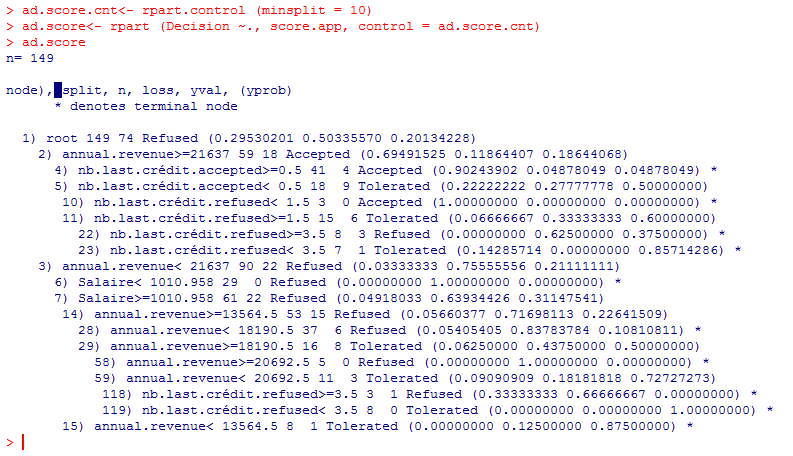 > ad.score.cnt<- rpart.control (minsplit = 10)
> ad.score<- rpart (Decision ~., score.app, control = ad.score.cnt)
> ad.score
n= 149
node), split, n, loss, yval, (yprob)
* denotes terminal node
1) root 149 74 Refused (0.29530201 0.50335570 0.20134228)
2) annual.revenue>=21637 59 18 Accepted (0.69491525 0.11864407 0.18644068)
4) nb.last.crédit.accepted>=0.5 41 4 Accepted (0.90243902 0.04878049 0.04878049) *
5) nb.last.crédit.accepted< 0.5 18 9 Tolerated (0.22222222 0.27777778 0.50000000)
10) nb.last.crédit.refused< 1.5 3 0 Accepted (1.00000000 0.00000000 0.00000000) *
11) nb.last.crédit.refused>=1.5 15 6 Tolerated (0.06666667 0.33333333 0.60000000)
22) nb.last.crédit.refused>=3.5 8 3 Refused (0.00000000 0.62500000 0.37500000) *
23) nb.last.crédit.refused< 3.5 7 1 Tolerated (0.14285714 0.00000000 0.85714286) *
3) annual.revenue< 21637 90 22 Refused (0.03333333 0.75555556 0.21111111)
6) Salaire< 1010.958 29 0 Refused (0.00000000 1.00000000 0.00000000) *
7) Salaire>=1010.958 61 22 Refused (0.04918033 0.63934426 0.31147541)
14) annual.revenue>=13564.5 53 15 Refused (0.05660377 0.71698113 0.22641509)
28) annual.revenue< 18190.5 37 6 Refused (0.05405405 0.83783784 0.10810811) *
29) annual.revenue>=18190.5 16 8 Tolerated (0.06250000 0.43750000 0.50000000)
58) annual.revenue>=20692.5 5 0 Refused (0.00000000 1.00000000 0.00000000) *
59) annual.revenue< 20692.5 11 3 Tolerated (0.09090909 0.18181818 0.72727273)
118) nb.last.crédit.refused>=3.5 3 1 Refused (0.33333333 0.66666667 0.00000000) *
119) nb.last.crédit.refused< 3.5 8 0 Tolerated (0.00000000 0.00000000 1.00000000) *
15) annual.revenue< 13564.5 8 1 Tolerated (0.00000000 0.12500000 0.87500000) *
>